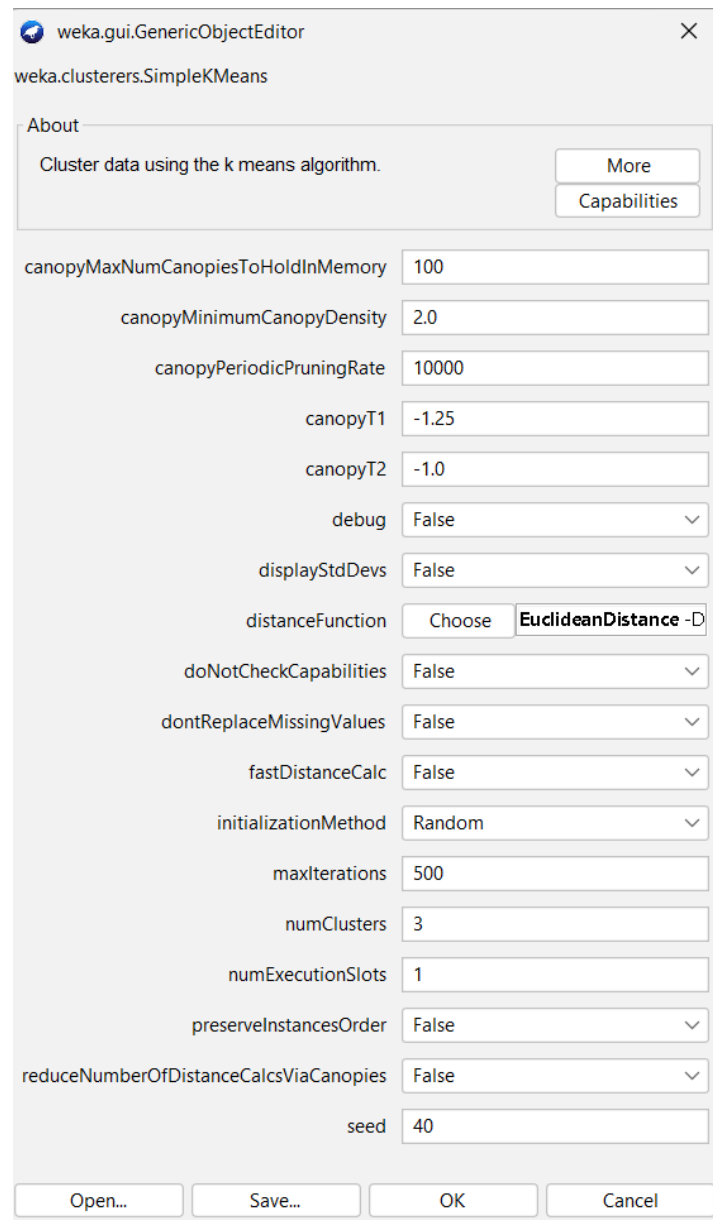 weka.gui.GenericObjectEditor
weka.clusterers.SimpleKMeans
About
Cluster data using the k means algorithm.
More
Capabilities
canopyMaxNumCanopiesToHoldInMemory 100
canopyMinimumCanopyDensity 2.0
canopyPeriodicPruningRate 10000
canopyT1 -1.25
canopyT2 -1.0
debug False
displayStdDevs False
distanceFunction Choose EuclideanDistance -D
doNotCheckCapabilities False
dontReplaceMissingValues False
fastDistanceCalc False
initializationMethod Random
maxIterations 500
numClusters 3
numExecutionSlots 1
preserveInstancesOrder False
reduceNumberOfDistanceCalcsViaCanopies False
seed 40
Open... Save... OK Cancel